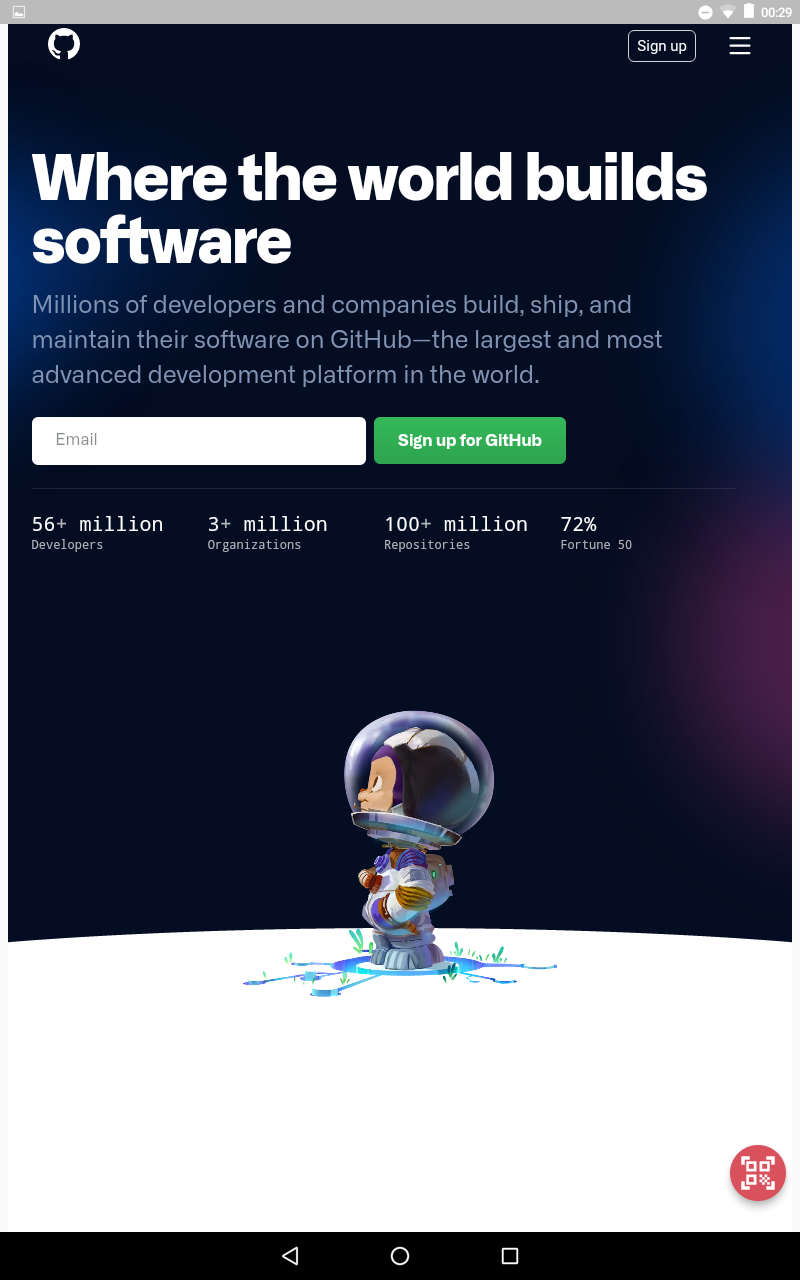 00:29
Sign up
Where the world builds
software
Millions of developers and companies build, ship, and
maintain their software on GitHub—the largest and most
advanced development platform in the world.
Email
Sign up for GitHub
56+ million
Developers
3+ million
Organizations
100+ million
Repositories
72%
Fortune 50